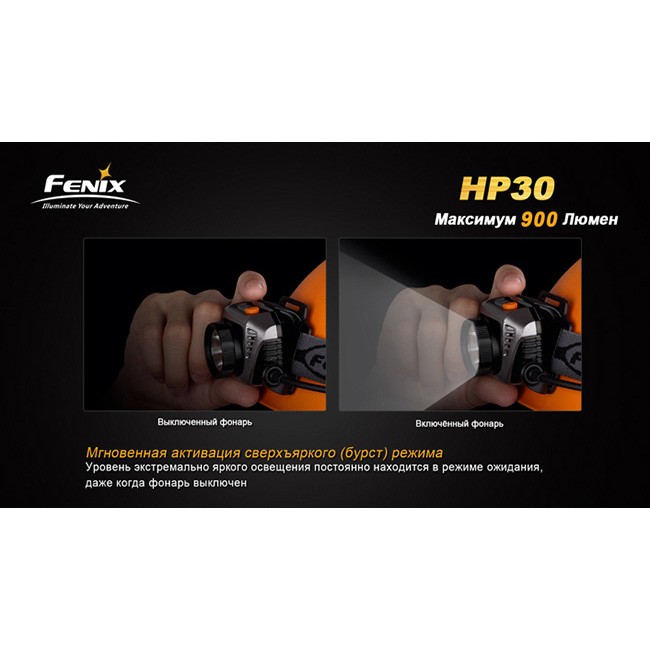 FENIX
Illuminate Your Adventure
HP30
Максимум 900 Люмен
Выключенный фонарь
Включённый фонарь
Мгновенная активация сверхъяркого (бурст) режима
Уровень экстремально яркого освещения постоянно находится в режиме ожидания,
даже когда фонарь выключен